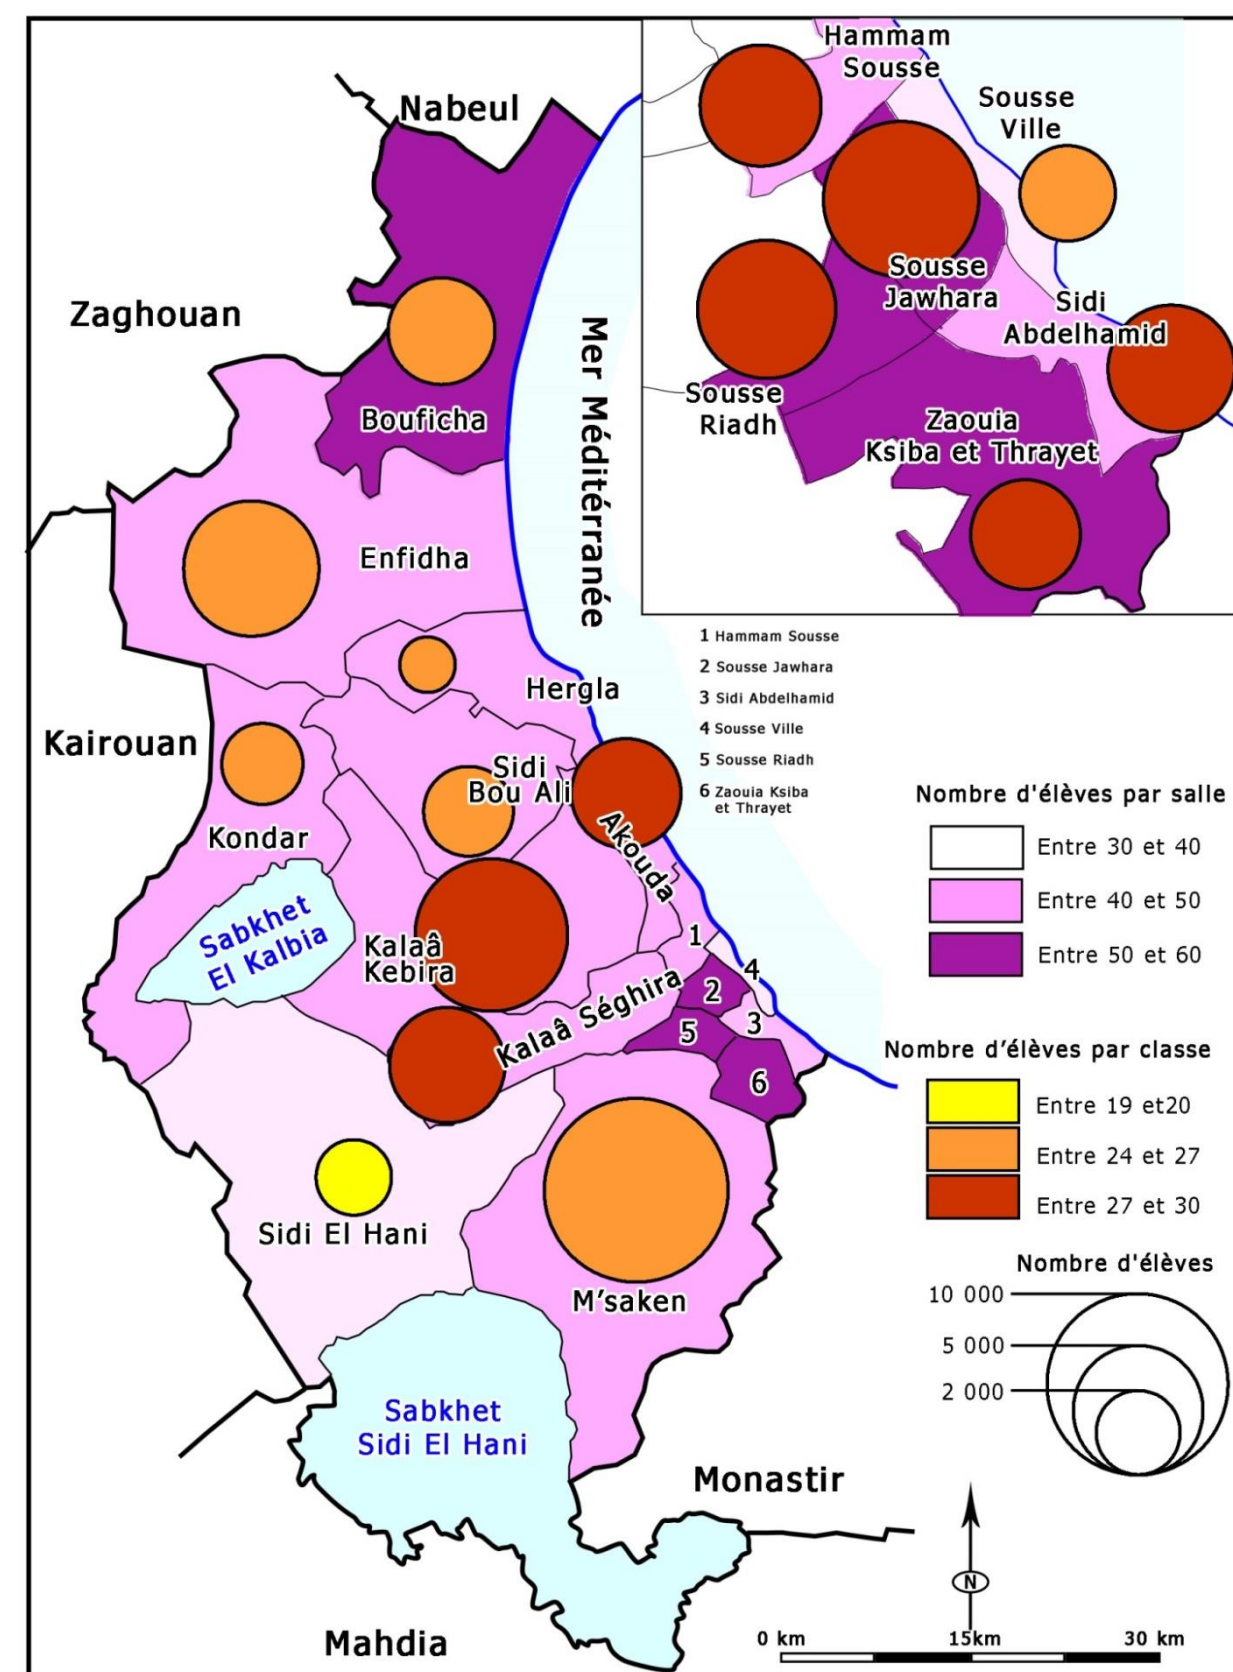 Nabeul
Zaghouan
Bouficha
Mer Méditérranée
Enfidha
Hergla
Kairouan
Sidi
Bou Ali
Akouda
Kondar
Sabkhet
El Kalbia
Kalaâ
Kebira
Kalaâ Séghira
1
4
2
3
5
6
Sidi El Hani
M'saken
Sabkhet
Sidi El Hani
Monastir
Mahdia
Hammam
Sousse
Sousse
Ville
Sousse
Jawhara
Sidi
Abdelhamid
Sousse
Riadh
Zaouia
Ksiba et Thrayet
1 Hammam Sousse
2 Sousse Jawhara
3 Sidi Abdelhamid
4 Sousse Ville
5 Sousse Riadh
6 Zaouia Ksiba
et Thrayet
Nombre d'élèves par salle
Entre 30 et 40
Entre 40 et 50
Entre 50 et 60
Nombre d'élèves par classe
Entre 19 et20
Entre 24 et 27
Entre 27 et 30
Nombre d'élèves
10 000
5 000
2 000
N
0 km 15km 30 km